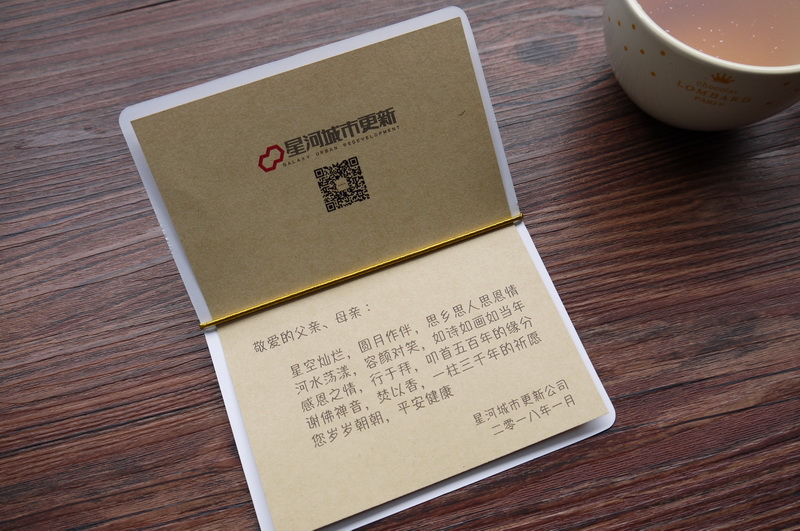 星河城市更新
GALAXY URBAN REDEVELOPMENT
敬爱的父亲、母亲：
星空灿烂，圆月作伴，思乡思人思恩情
河水荡漾，容颜对笑，如诗如画如当年
感恩之情，行于拜，叩首五百年的缘分
谢佛禅音，焚以香，一柱三千年的祈愿
您岁岁朝朝，平安健康
星河城市更新公司
二零一八年一月
chocolat
LOMBARD
PARIS